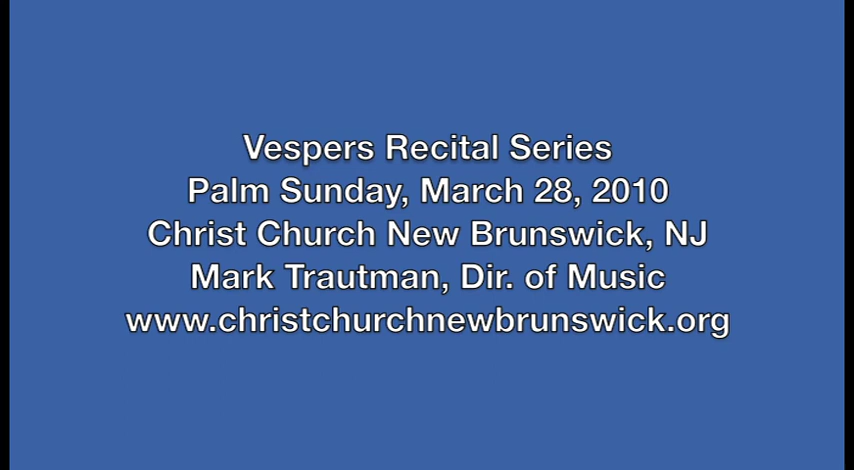 Vespers Recital Series
Palm Sunday, March 28, 2010
Christ Church New Brunswick, NJ
Mark Trautman, Dir. of Music
www.christchurchnewbrunswick.org